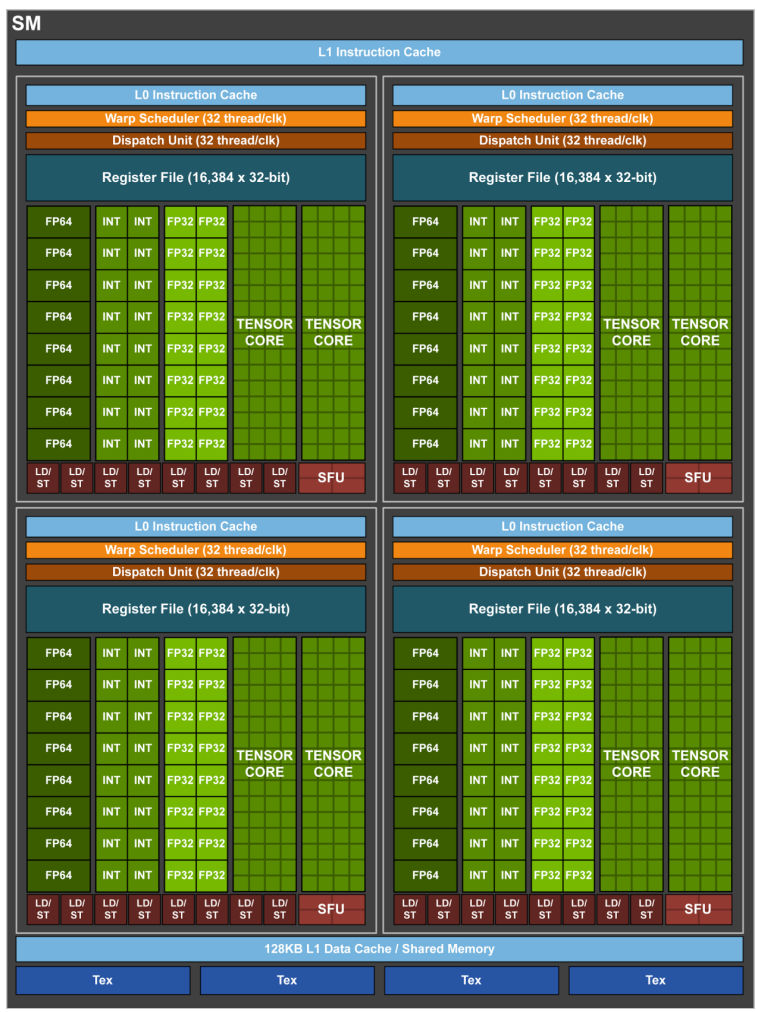 SM
L1 Instruction Cache
L0 Instruction Cache
Warp Scheduler (32 thread/clk)
Dispatch Unit (32 thread/clk)
Register File (16,384 x 32-bit)
FP64 INT INT FP32 FP32
FP64 INT INT FP32 FP32
FP64 INT INT FP32 FP32
FP64 INT INT FP32 FP32
FP64 INT INT FP32 FP32
FP64 INT INT FP32 FP32
FP64 INT INT FP32 FP32
FP64 INT INT FP32 FP32
TENSOR TENSOR
CORE CORE
LD/ LD/ LD/ LD/ LD/ LD/ LD/ LD/
ST ST ST ST ST ST ST ST
SFU
L0 Instruction Cache
Warp Scheduler (32 thread/clk)
Dispatch Unit (32 thread/clk)
Register File (16,384 x 32-bit)
FP64 INT INT FP32 FP32
FP64 INT INT FP32 FP32
FP64 INT INT FP32 FP32
FP64 INT INT FP32 FP32
FP64 INT INT FP32 FP32
FP64 INT INT FP32 FP32
FP64 INT INT FP32 FP32
FP64 INT INT FP32 FP32
TENSOR TENSOR
CORE CORE
LD/ LD/ LD/ LD/ LD/ LD/ LD/ LD/
ST ST ST ST ST ST ST ST
SFU
L0 Instruction Cache
Warp Scheduler (32 thread/clk)
Dispatch Unit (32 thread/clk)
Register File (16,384 x 32-bit)
FP64 INT INT FP32 FP32
FP64 INT INT FP32 FP32
FP64 INT INT FP32 FP32
FP64 INT INT FP32 FP32
FP64 INT INT FP32 FP32
FP64 INT INT FP32 FP32
FP64 INT INT FP32 FP32
FP64 INT INT FP32 FP32
TENSOR TENSOR
CORE CORE
LD/ LD/ LD/ LD/ LD/ LD/ LD/ LD/
ST ST ST ST ST ST ST ST
SFU
L0 Instruction Cache
Warp Scheduler (32 thread/clk)
Dispatch Unit (32 thread/clk)
Register File (16,384 x 32-bit)
FP64 INT INT FP32 FP32
FP64 INT INT FP32 FP32
FP64 INT INT FP32 FP32
FP64 INT INT FP32 FP32
FP64 INT INT FP32 FP32
FP64 INT INT FP32 FP32
FP64 INT INT FP32 FP32
FP64 INT INT FP32 FP32
TENSOR TENSOR
CORE CORE
LD/ LD/ LD/ LD/ LD/ LD/ LD/ LD/
ST ST ST ST ST ST ST ST
SFU
128KB L1 Data Cache / Shared Memory
Tex Tex Tex Tex